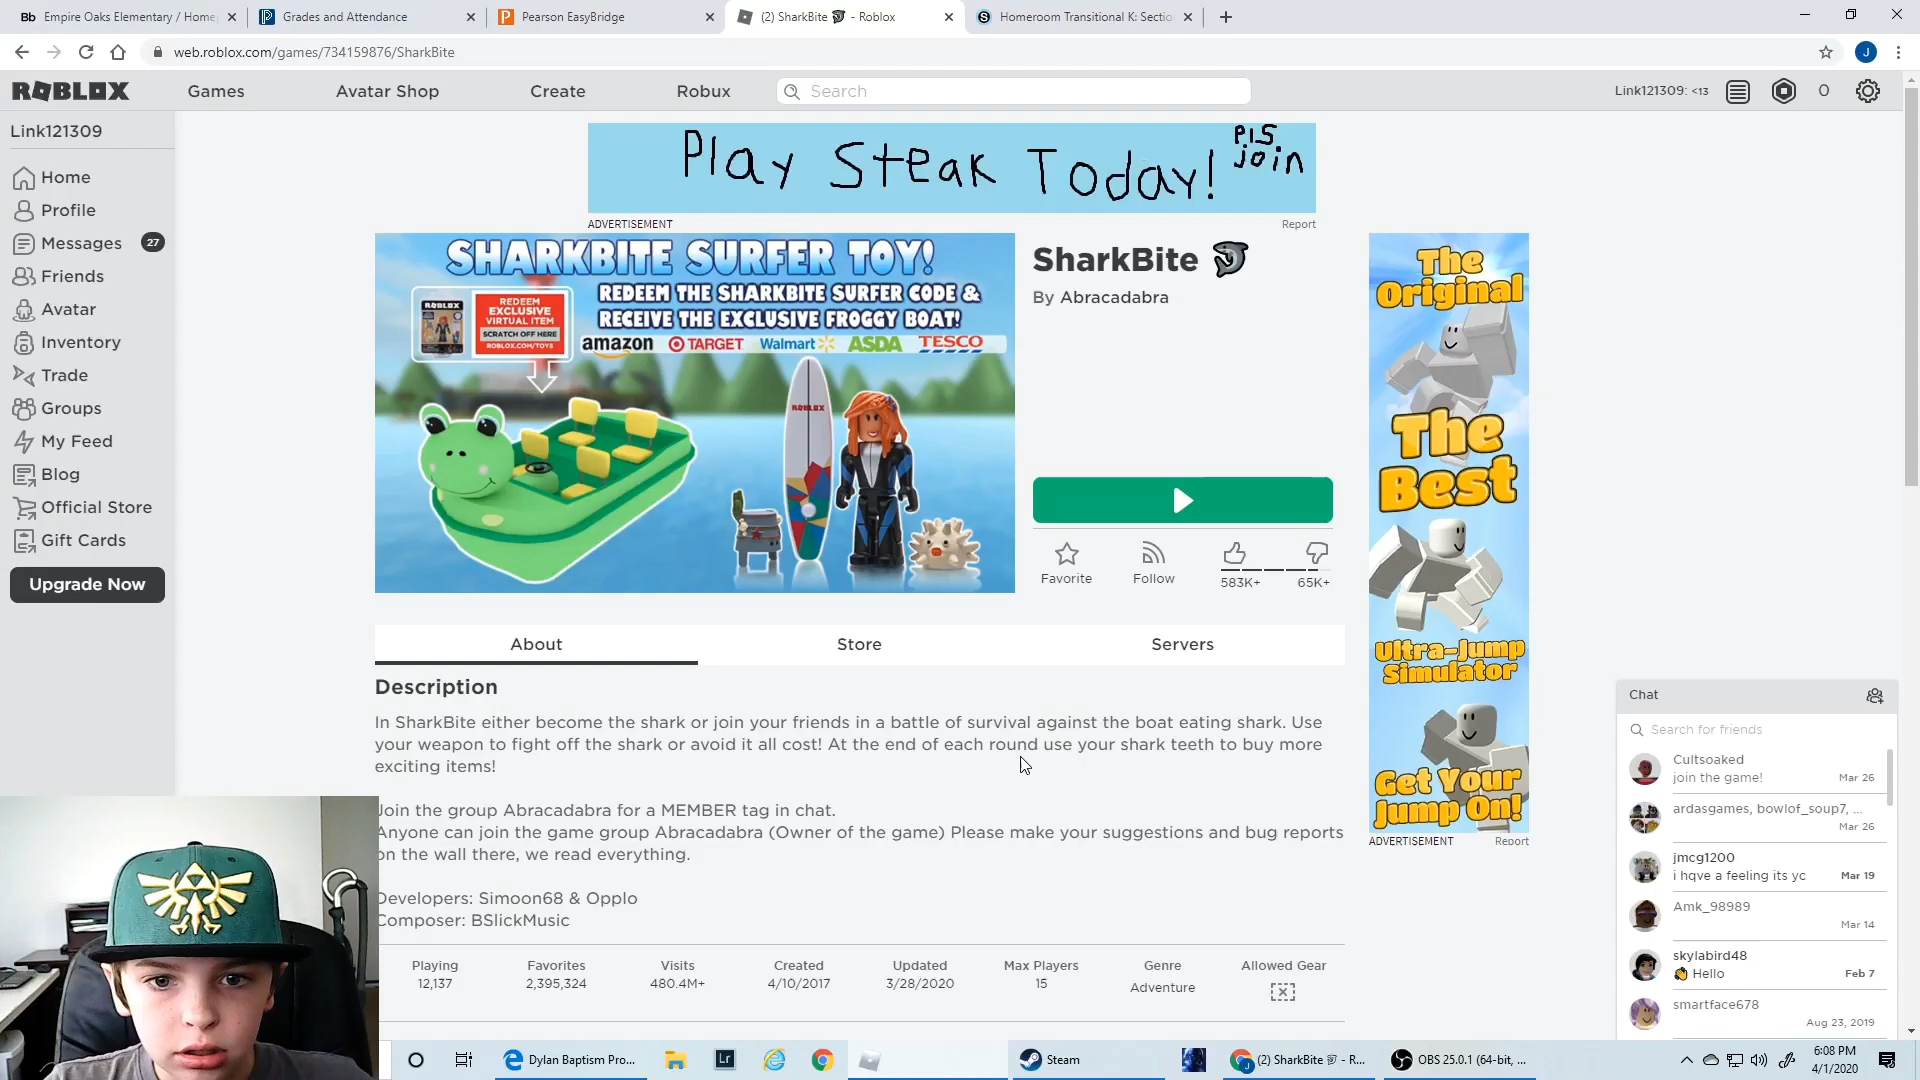 Empire Oaks Elementary / Home
Grades and Attendance
Pearson EasyBridge
(2) SharkBite - Roblox
Homeroom Transitional K: Sectio
web.roblox.com/games/734159876/SharkBite
J
ROBLOX
Games
Avatar Shop
Create
Robux
Search
Link121309: <13
0
Link121309
Home
Profile
Messages
27
Friends
Avatar
Inventory
Trade
Groups
My Feed
Blog
Official Store
Gift Cards
Upgrade Now
Play Steak Today!
P.l.S
join
ADVERTISEMENT
Report
SHARKBITE SURFER TOY!
REDEEM THE SHARKBITE SURFER CODE &
RECEIVE THE EXCLUSIVE FROGGY BOAT!
ROBLOX
REDEEM
EXCLUSIVE
VIRTUAL ITEM
SCRATCH OFF HERE
ROBLOX.COM/TOYS
amazon TARGET Walmart ASDA TESCO
ROBLOX
SharkBite
By Abracadabra
Favorite
Follow
583K+
65K+
The
Original
The
Best
Ultra-Jump
Simulator
Get Your
Jump On!
ADVERTISEMENT
Report
About
Store
Servers
Description
In SharkBite either become the shark or join your friends in a battle of survival against the boat eating shark. Use
your weapon to fight off the shark or avoid it all cost! At the end of each round use your shark teeth to buy more
exciting items!
Join the group Abracadabra for a MEMBER tag in chat.
Anyone can join the game group Abracadabra (Owner of the game) Please make your suggestions and bug reports
on the wall there, we read everything.
Developers: Simoon68 & Opplo
Composer: BSlickMusic
Playing
12,137
Favorites
2,395,324
Visits
480.4M+
Created
4/10/2017
Updated
3/28/2020
Max Players
15
Genre
Adventure
Allowed Gear
Chat
Search for friends
Cultsoaked
join the game!
Mar 26
ardasgames, bowlof_soup7, ...
Mar 26
jmcg1200
i hqve a feeling its yc
Mar 19
Amk_98989
Mar 14
skylabird48
Hello
Feb 7
smartface678
Aug 23, 2019
Dylan Baptism Pro...
Lr
Steam
(2) SharkBite - R...
OBS 25.0.1 (64-bit, ...
6:08 PM
4/1/2020